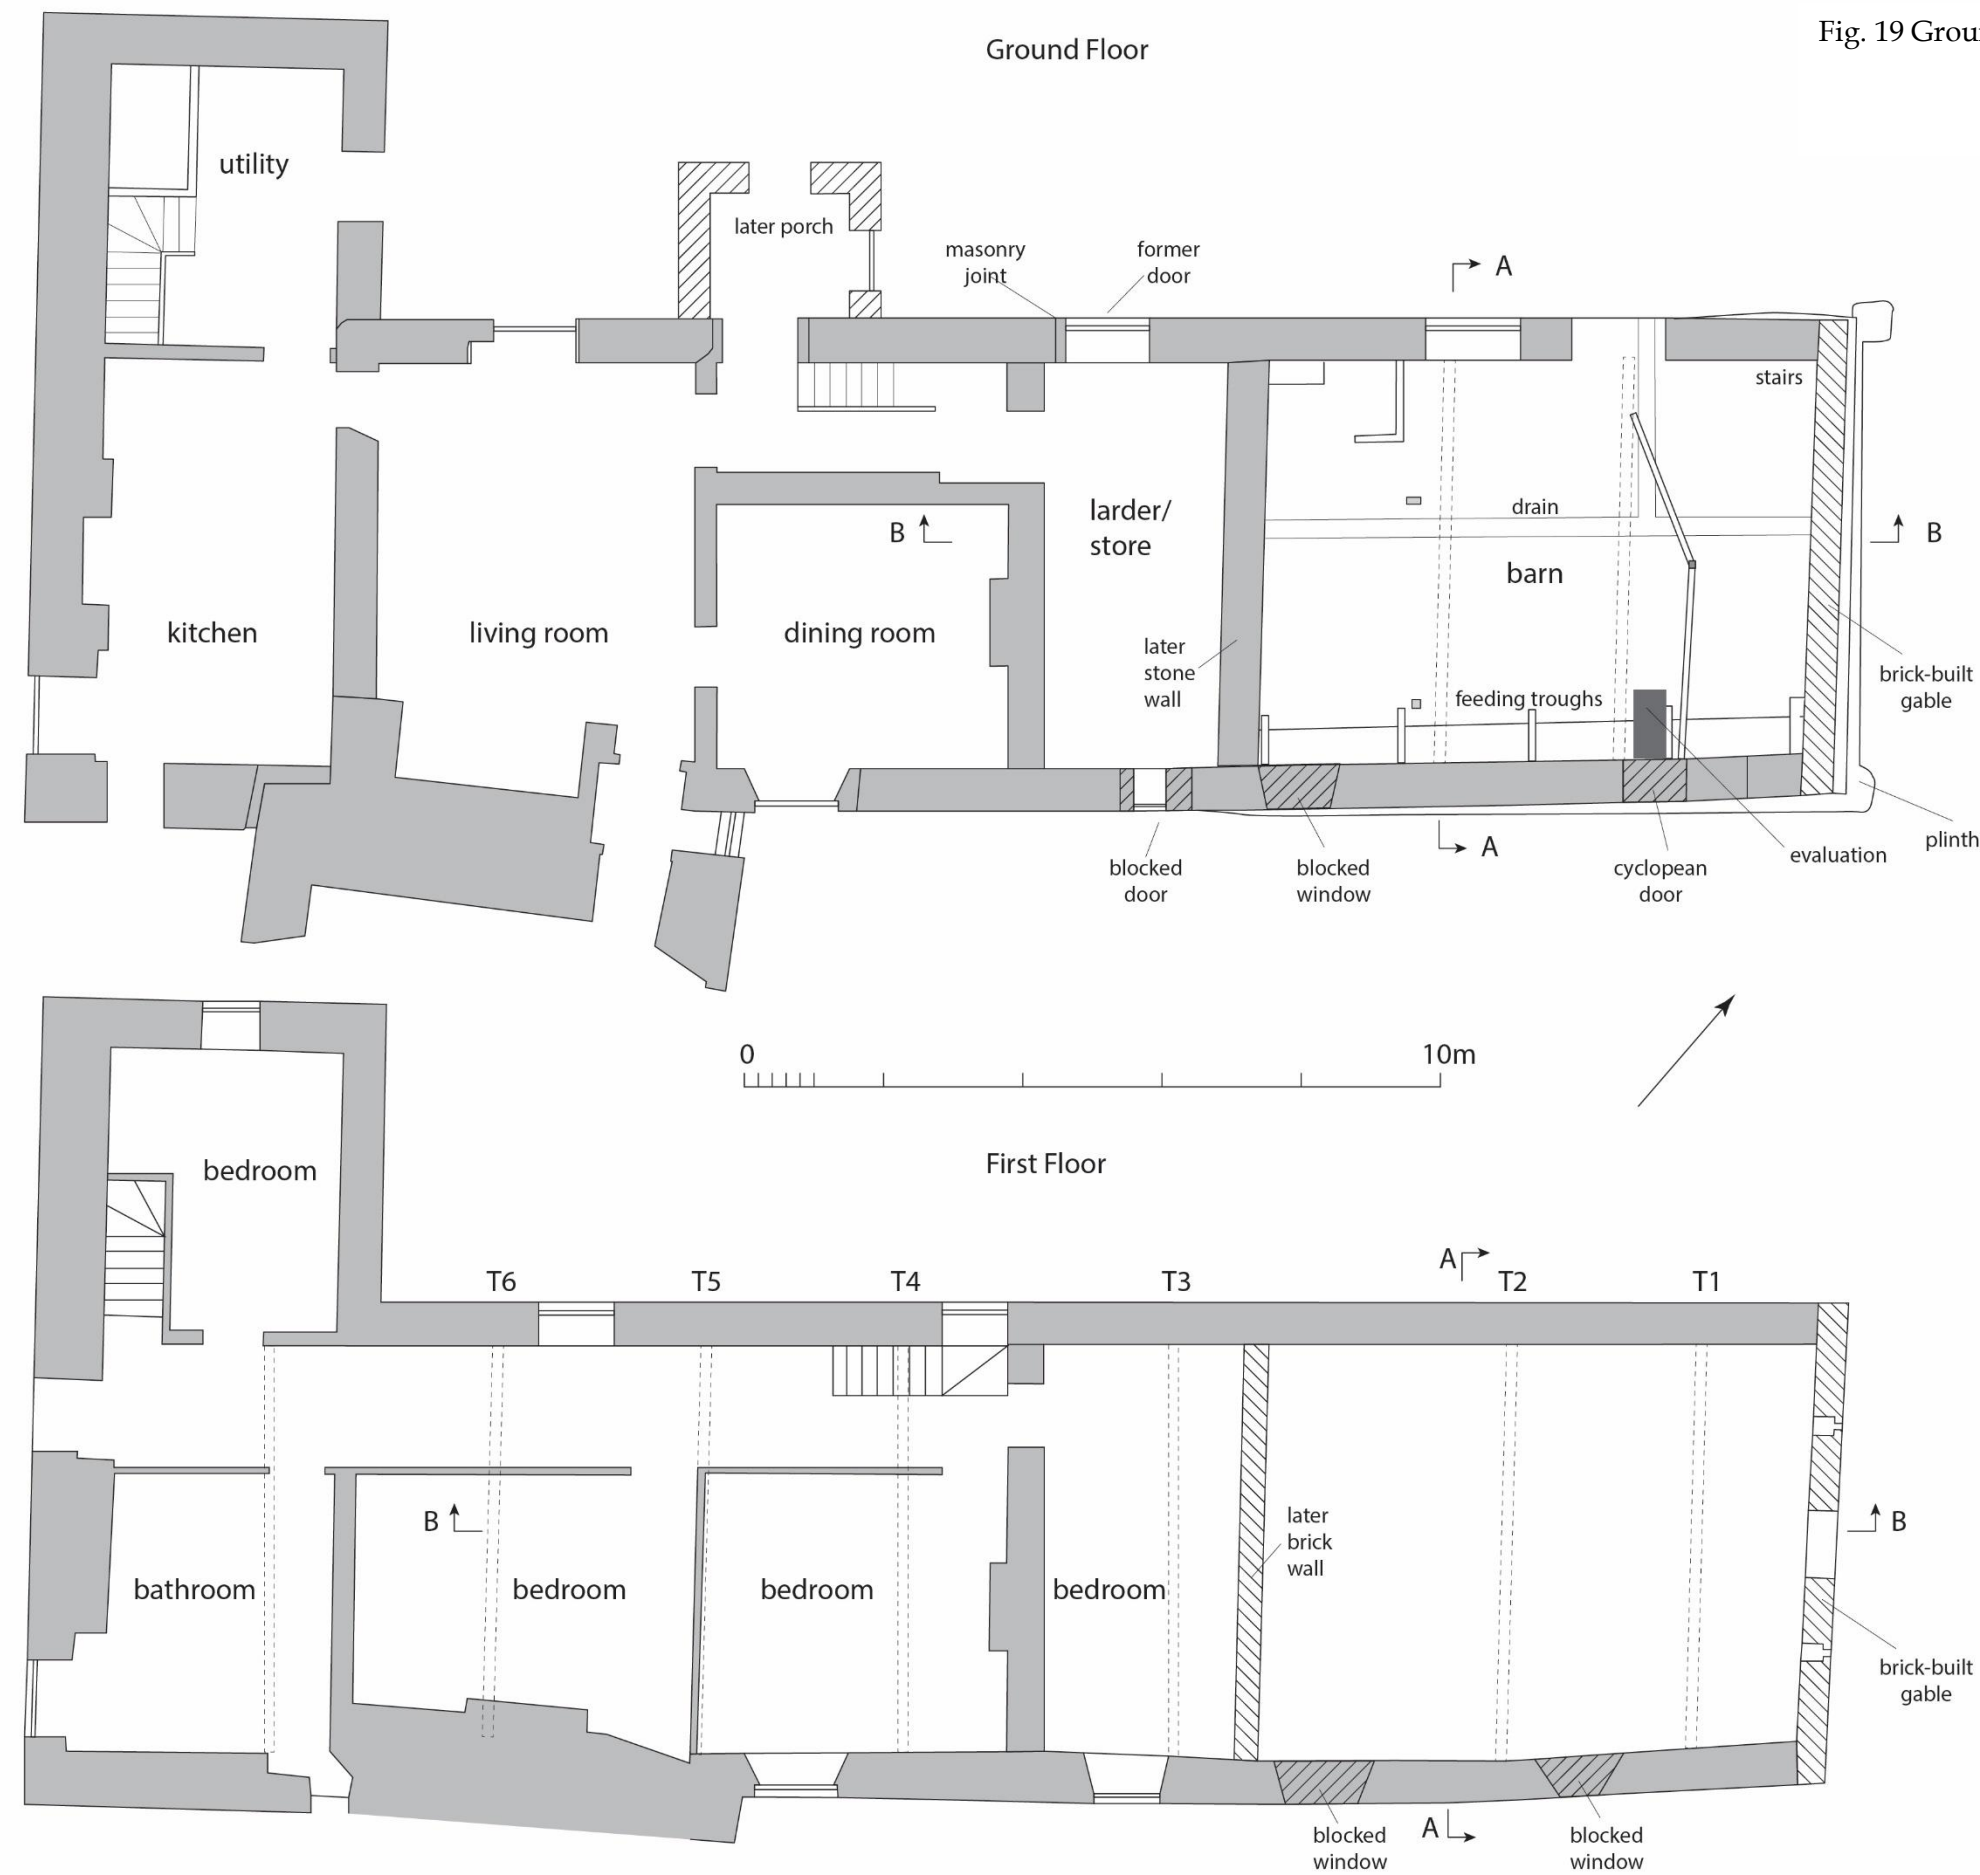 Fig. 19 Grour
Ground Floor
utility
later porch
masonry
joint
former
door
A
stairs
B
larder/
store
drain
B
barn
kitchen
living room
dining room
later
stone
wall
feeding troughs
brick-built
gable
plinth
A
evaluation
blocked
door
blocked
window
cyclopean
door
0
10m
First Floor
bedroom
A
T6
T5
T4
T3
T2
T1
B
later
brick
wall
B
bathroom
bedroom
bedroom
bedroom
brick-built
gable
A
blocked
window
blocked
window